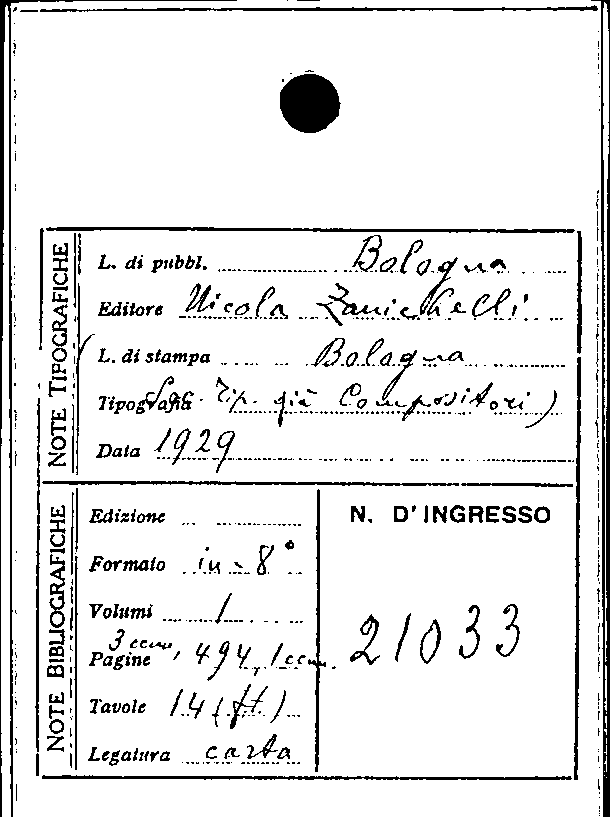 NOTE TIPOGRAFICHE
L. di pubbl. Bologna
Editore Nicola Zanichelli
L. di stampa (Bologna
Tipografia Soc. Tip. già Compositori)
Data 1929
NOTE BIBLIOGRAFICHE
Edizione
Formato in-8°
Volumi 1
Pagine 3 ccnn, 494, 1 ccnn.
Tavole 14 (ft.)
Legatura carta
N. D'INGRESSO
21033